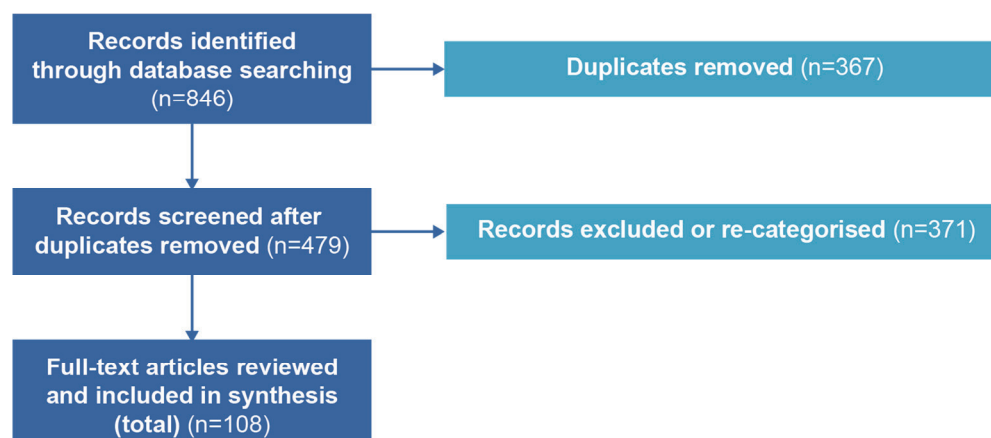 Records identified
through database searching
(n=846)
Duplicates removed (n=367)
Records screened after
duplicates removed (n=479)
Records excluded or re-categorised (n=371)
Full-text articles reviewed
and included in synthesis
(total) (n=108)